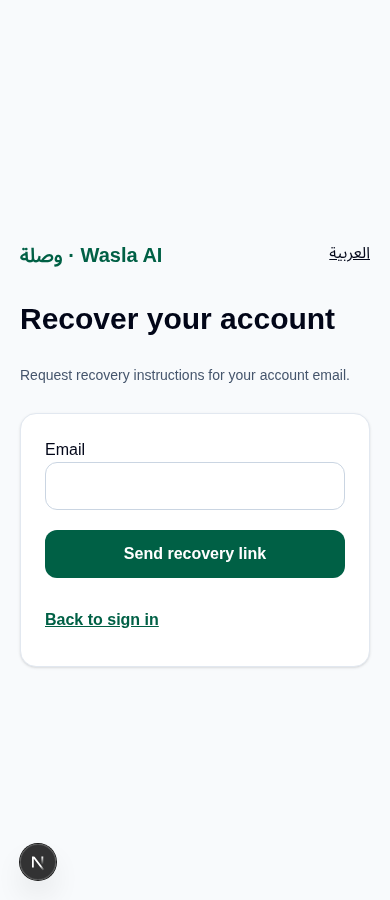 وصلة · Wasla AI
العربية
Recover your account
Request recovery instructions for your account email.
Email
Send recovery link
Back to sign in
N